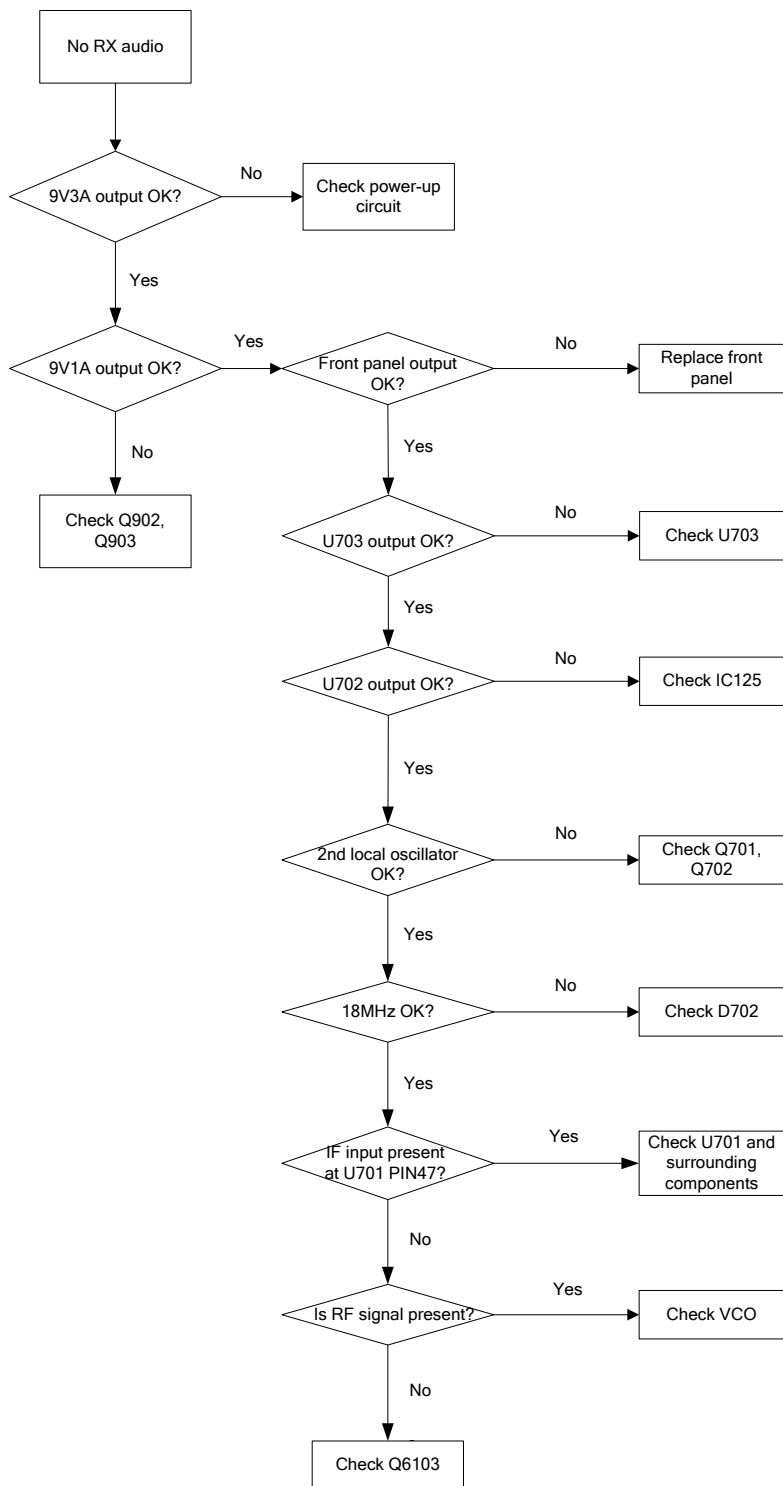 No RX audio
9V3A output OK?
No
Check power-up
circuit
Yes
9V1A output OK?
Yes
Front panel output
OK?
No
Replace front
panel
No
Check Q902,
Q903
Yes
U703 output OK?
No
Check U703
Yes
U702 output OK?
No
Check IC125
Yes
2nd local oscillator
OK?
No
Check Q701,
Q702
Yes
18MHz OK?
No
Check D702
Yes
IF input present
at U701 PIN47?
Yes
Check U701 and
surrounding
components
No
Is RF signal present?
Yes
Check VCO
No
Check Q6103